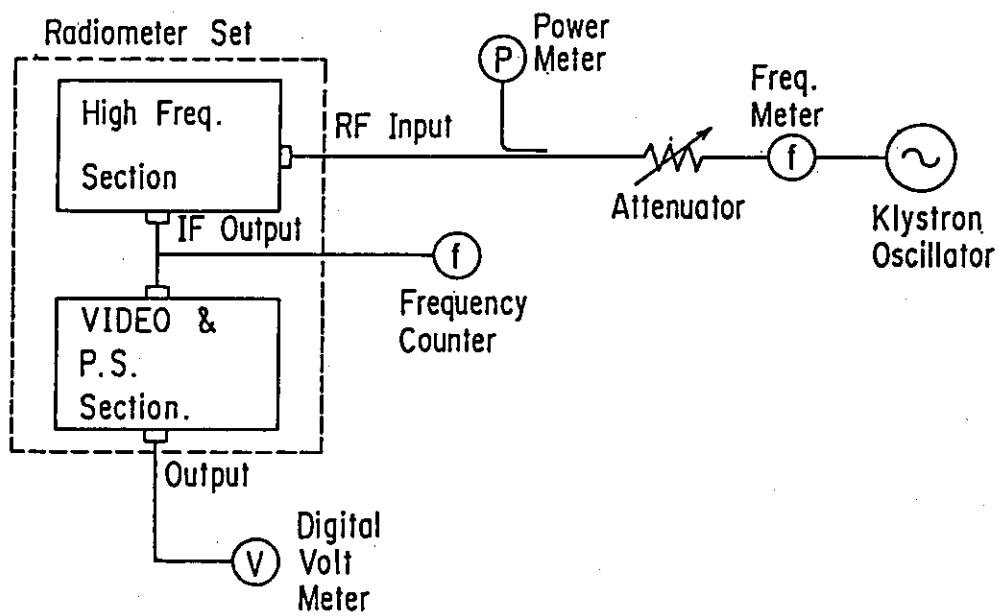 Radiometer Set
High Freq.
Section
RF Input
P
Power
Meter
Freq.
Meter
f
Attenuator
Klystron
Oscillator
IF Output
f
Frequency
Counter
VIDEO &
P.S.
Section.
Output
V
Digital
Volt
Meter